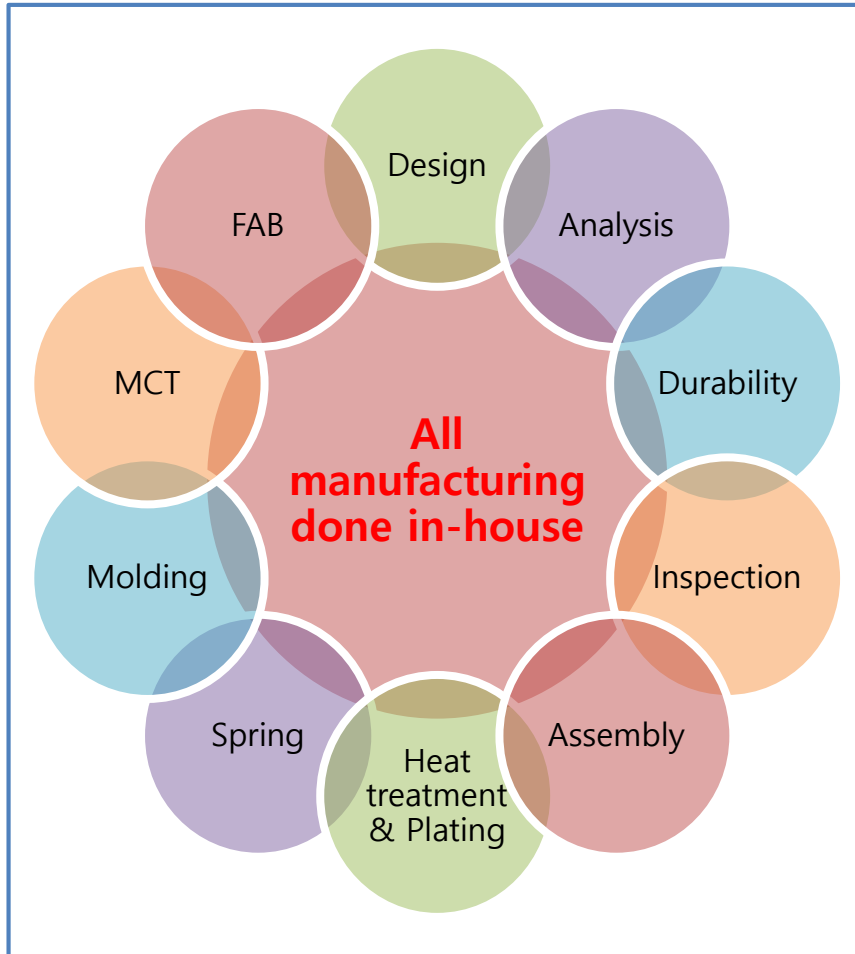 Design
Analysis
Durability
Inspection
Assembly
Heat
treatment
& Plating
Spring
Molding
MCT
FAB
All
manufacturing
done in-house